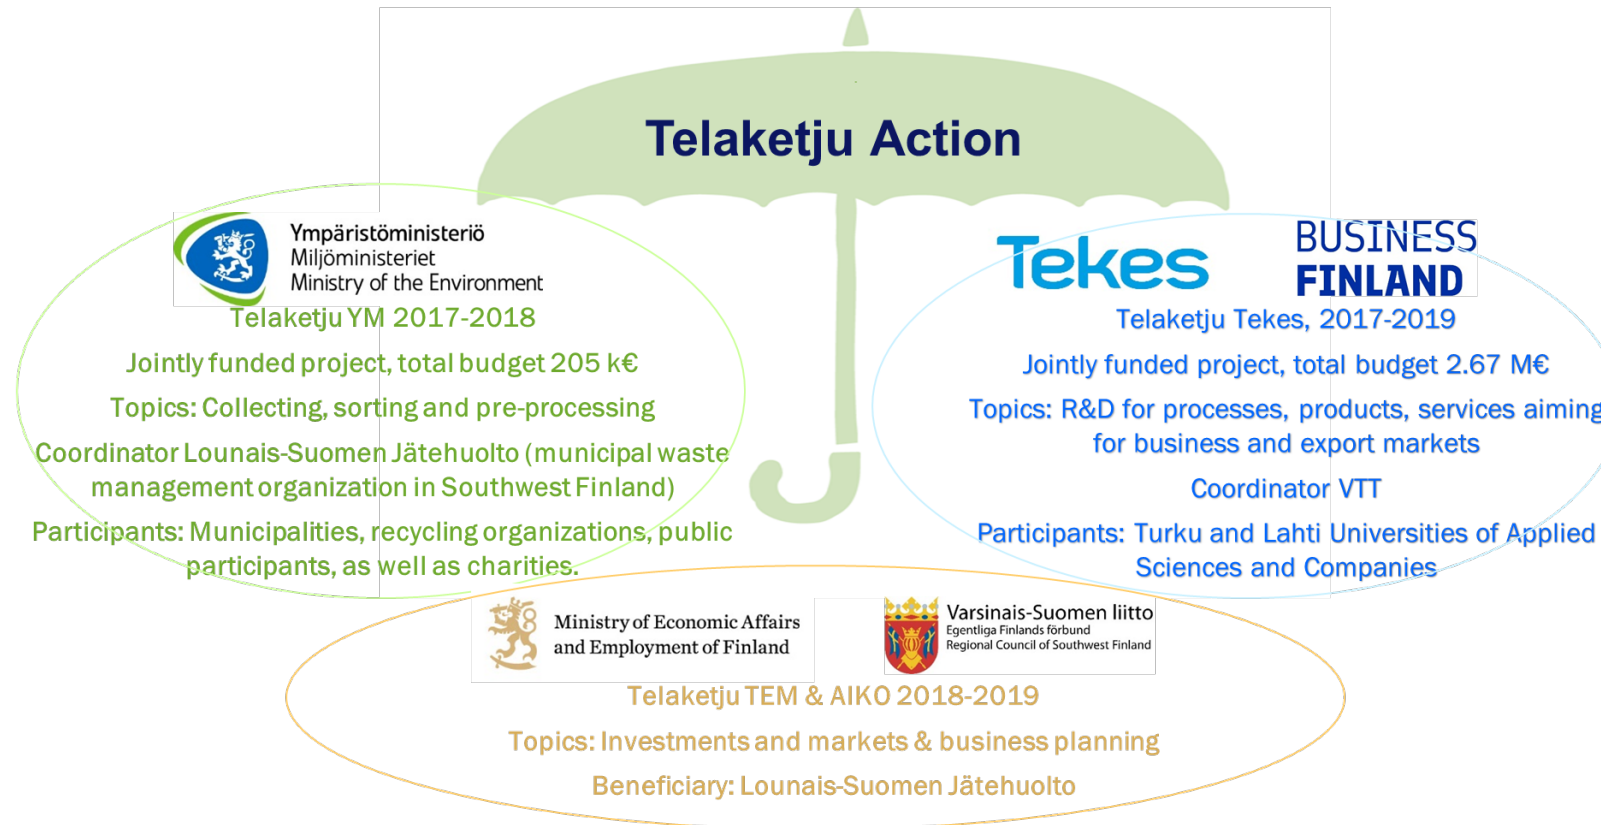 Telaketju Action
Ympäristöministeriö
Miljöministeriet
Ministry of the Environment
Telaketju YM 2017-2018
Jointly funded project, total budget 205 k€
Topics: Collecting, sorting and pre-processing
Coordinator Lounais-Suomen Jätehuolto (municipal waste
management organization in Southwest Finland)
Participants: Municipalities, recycling organizations, public
participants, as well as charities.
Tekes
BUSINESS
FINLAND
Telaketju Tekes, 2017-2019
Jointly funded project, total budget 2.67 M€
Topics: R&D for processes, products, services aiming
for business and export markets
Coordinator VTT
Participants: Turku and Lahti Universities of Applied
Sciences and Companies
Ministry of Economic Affairs
and Employment of Finland
Varsinais-Suomen liitto
Egentliga Finlands förbund
Regional Council of Southwest Finland
Telaketju TEM & AIKO 2018-2019
Topics: Investments and markets & business planning
Beneficiary: Lounais-Suomen Jätehuolto